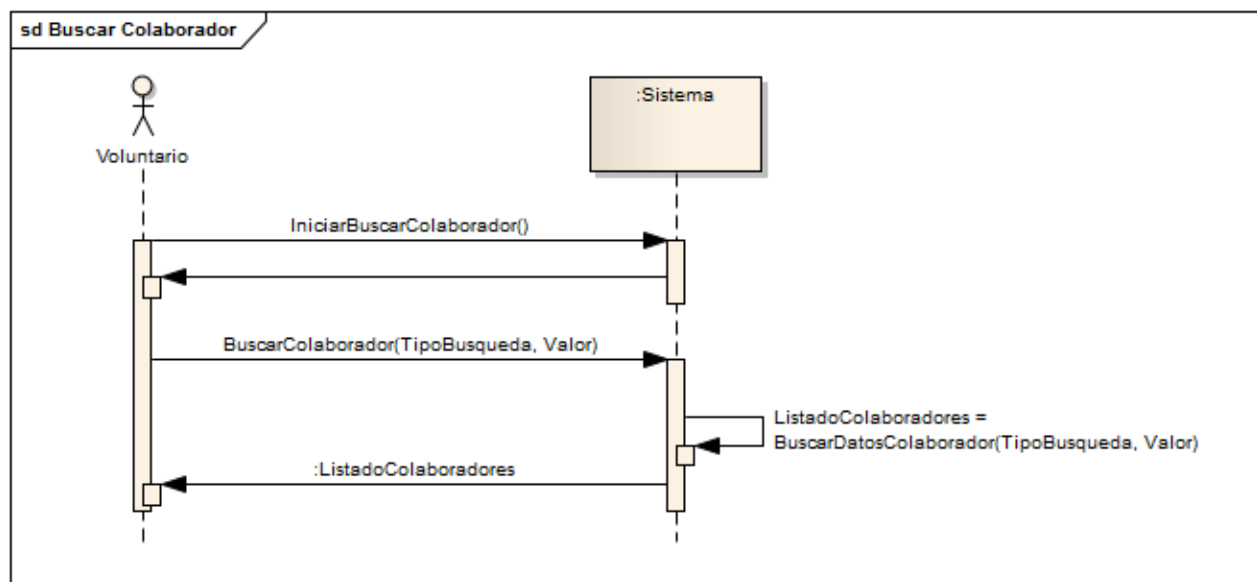 sd Buscar Colaborador
Voluntario
:Sistema
IniciarBuscarColaborador()
BuscarColaborador(TipoBusqueda, Valor)
ListadoColaboradores =
BuscarDatosColaborador(TipoBusqueda, Valor)
:ListadoColaboradores